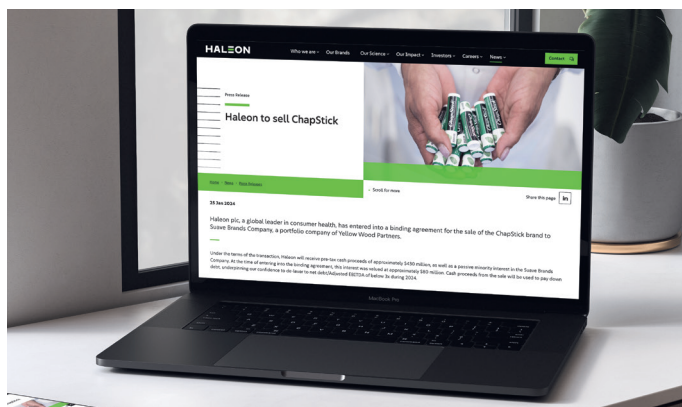 HALEON
Who we are Our Brands Our Science Our Impact Investors Careers News Contact
Press Release
Haleon to sell ChapStick
Home / News / Press Releases
Scroll for more
Share this page in
25 Jan 2024
Haleon plc, a global leader in consumer health, has entered into a binding agreement for the sale of the ChapStick brand to
Suave Brands Company, a portfolio company of Yellow Wood Partners.
Under the terms of the transaction, Haleon will receive pre-tax cash proceeds of approximately $430 million, as well as a passive minority interest in the Suave Brands
Company. At the time of entering into the binding agreement, this interest was valued at approximately $80 million. Cash proceeds from the sale will be used to pay down
debt, underpinning our confidence to de-lever to net debt/Adjusted EBITDA of below 3x during 2024.
MacBook Pro